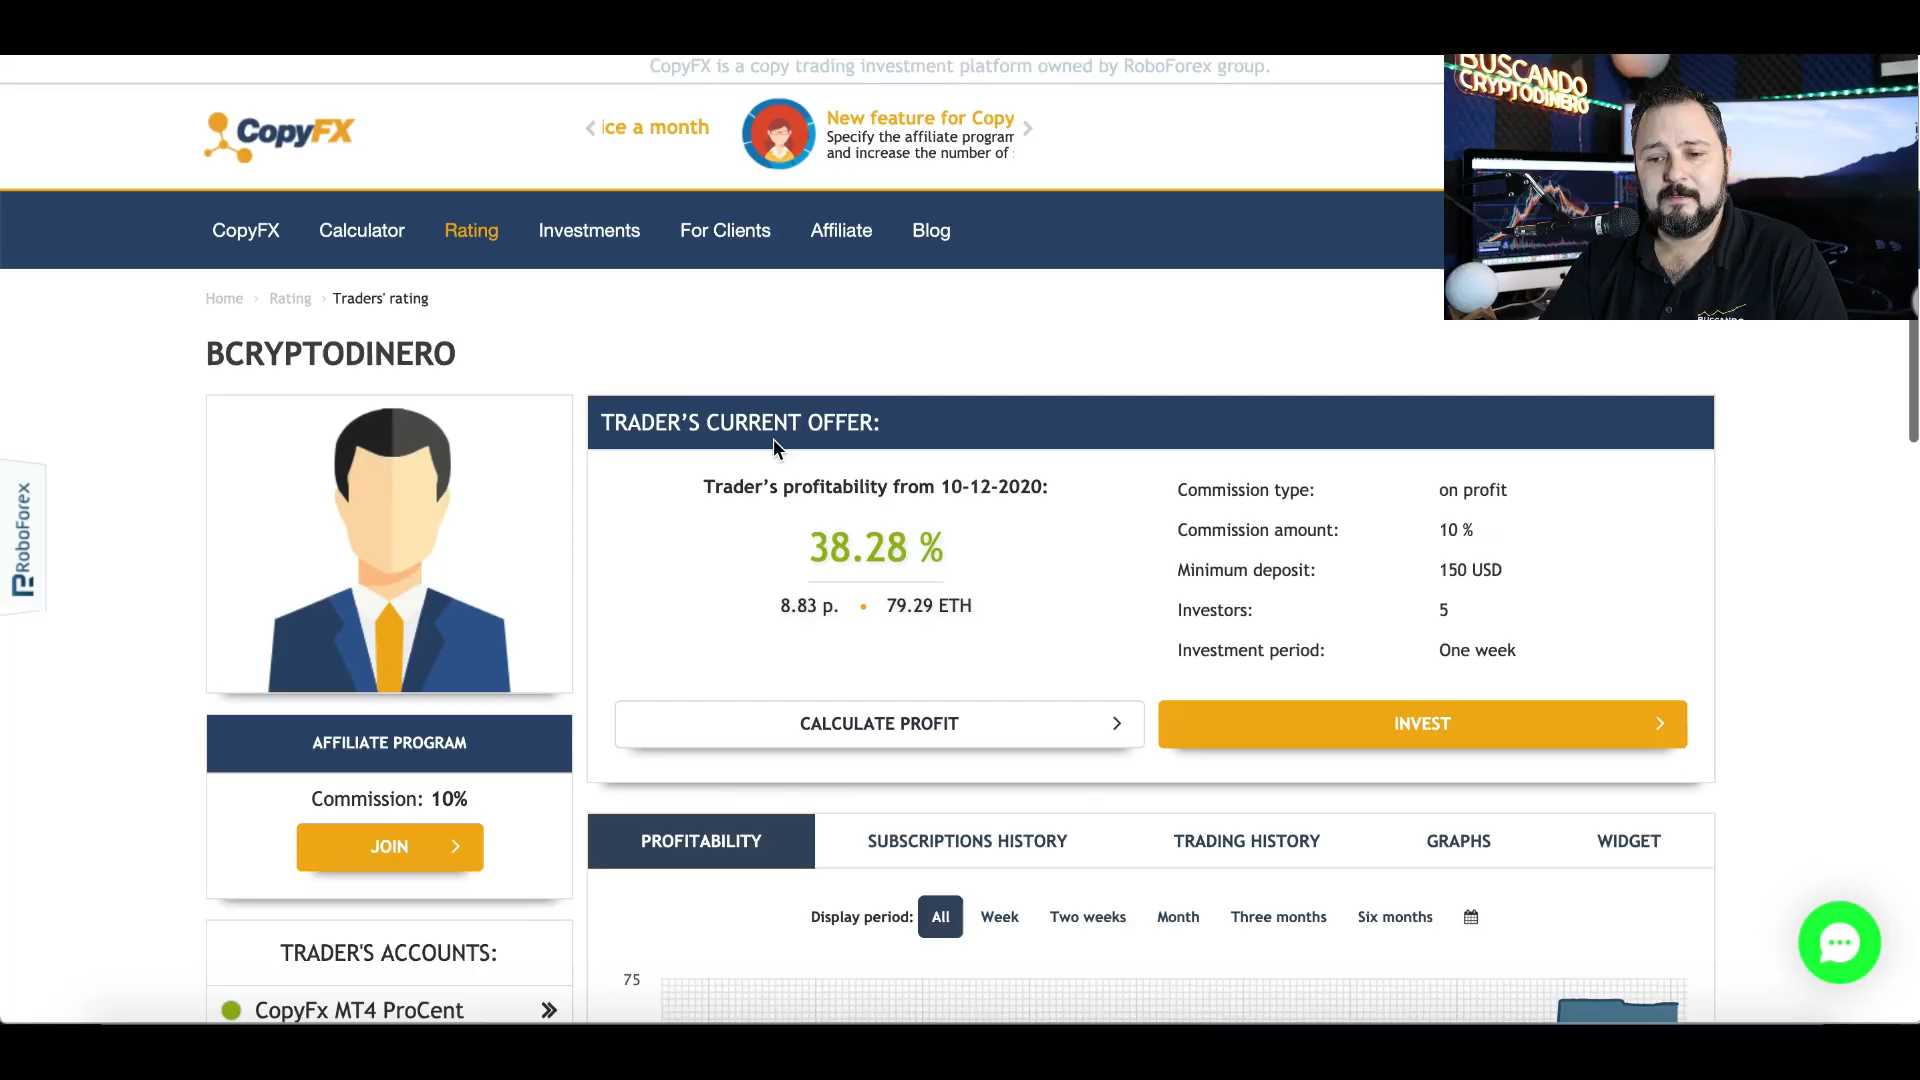 CopyFX is a copy trading investment platform owned by RoboForex group.
BUSCANDO
CRYPTODINERO
CopyFX
ice a month
New feature for Copy
Specify the affiliate program
and increase the number of
CopyFX
Calculator
Rating
Investments
For Clients
Affiliate
Blog
Home › Rating › Traders' rating
BUSCANDO
BCRYPTODINERO
TRADER’S CURRENT OFFER:
Trader’s profitability from 10-12-2020:
38.28 %
8.83 p. • 79.29 ETH
Commission type: on profit
Commission amount: 10 %
Minimum deposit: 150 USD
Investors: 5
Investment period: One week
RoboForex
CALCULATE PROFIT
INVEST
AFFILIATE PROGRAM
Commission: 10%
JOIN
PROFITABILITY
SUBSCRIPTIONS HISTORY
TRADING HISTORY
GRAPHS
WIDGET
Display period: All Week Two weeks Month Three months Six months
75
TRADER'S ACCOUNTS:
CopyFx MT4 ProCent